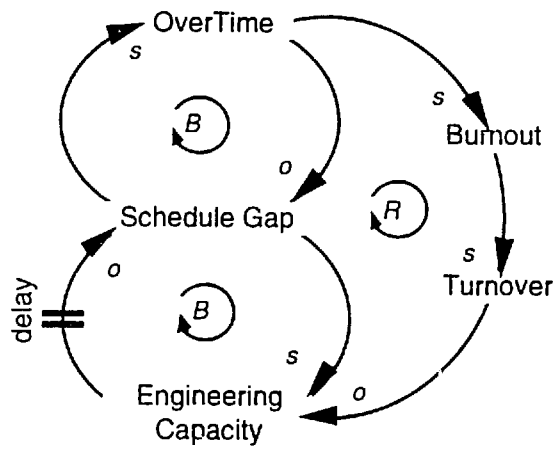 OverTime
s
s
B
Burnout
o
Schedule Gap
R
o
s
Turnover
delay
B
s
o
Engineering
Capacity